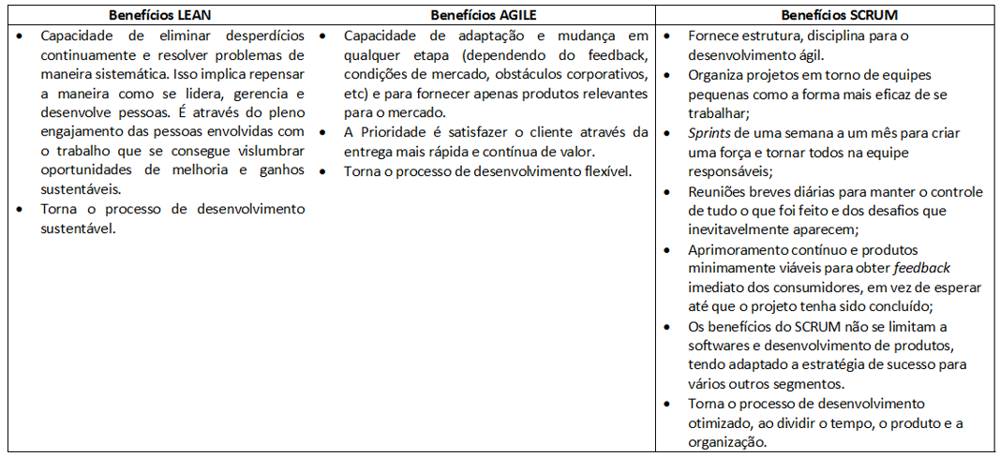 Benefícios LEAN
Benefícios AGILE
Benefícios SCRUM
• Capacidade de eliminar desperdícios
continuamente e resolver problemas de
maneira sistemática. Isso implica repensar
a maneira como se lidera, gerencia e
desenvolve pessoas. É através do pleno
engajamento das pessoas envolvidas com
o trabalho que se consegue vislumbrar
oportunidades de melhoria e ganhos
sustentáveis.
• Torna o processo de desenvolvimento
sustentável.
• Capacidade de adaptação e mudança em
qualquer etapa (dependendo do feedback,
condições de mercado, obstáculos corporativos,
etc) e para fornecer apenas produtos relevantes
para o mercado.
• A Prioridade é satisfazer o cliente através da
entrega mais rápida e contínua de valor.
• Torna o processo de desenvolvimento flexível.
• Fornece estrutura, disciplina para o
desenvolvimento ágil.
• Organiza projetos em torno de equipes
pequenas como a forma mais eficaz de se
trabalhar;
• Sprints de uma semana a um mês para criar
uma força e tornar todos na equipe
responsáveis;
• Reuniões breves diárias para manter o controle
de tudo o que foi feito e dos desafios que
inevitavelmente aparecem;
• Aprimoramento contínuo e produtos
minimamente viáveis para obter feedback
imediato dos consumidores, em vez de esperar
até que o projeto tenha sido concluído;
• Os benefícios do SCRUM não se limitam a
softwares e desenvolvimento de produtos,
tendo adaptado a estratégia de sucesso para
vários outros segmentos.
• Torna o processo de desenvolvimento
otimizado, ao dividir o tempo, o produto e a
organização.